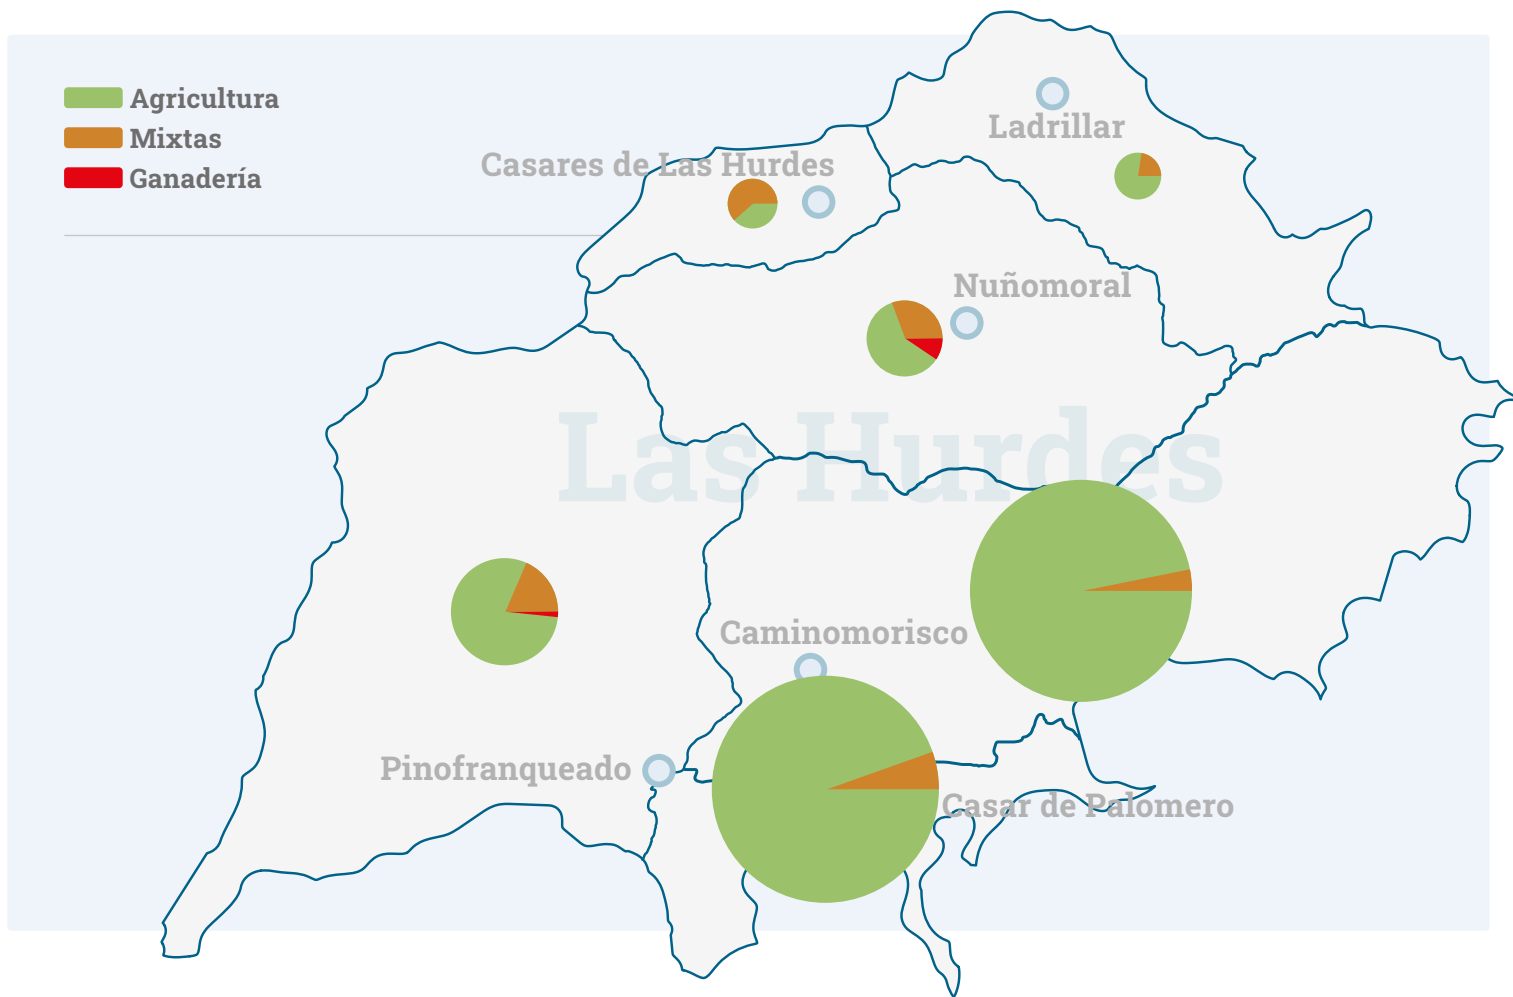 Agricultura
Mixtas
Ganadería
Ladrillar
Casares de Las Hurdes
Nuñomoral
Las Hurdes
Caminomorisco
Pinofranqueado
Casar de Palomero